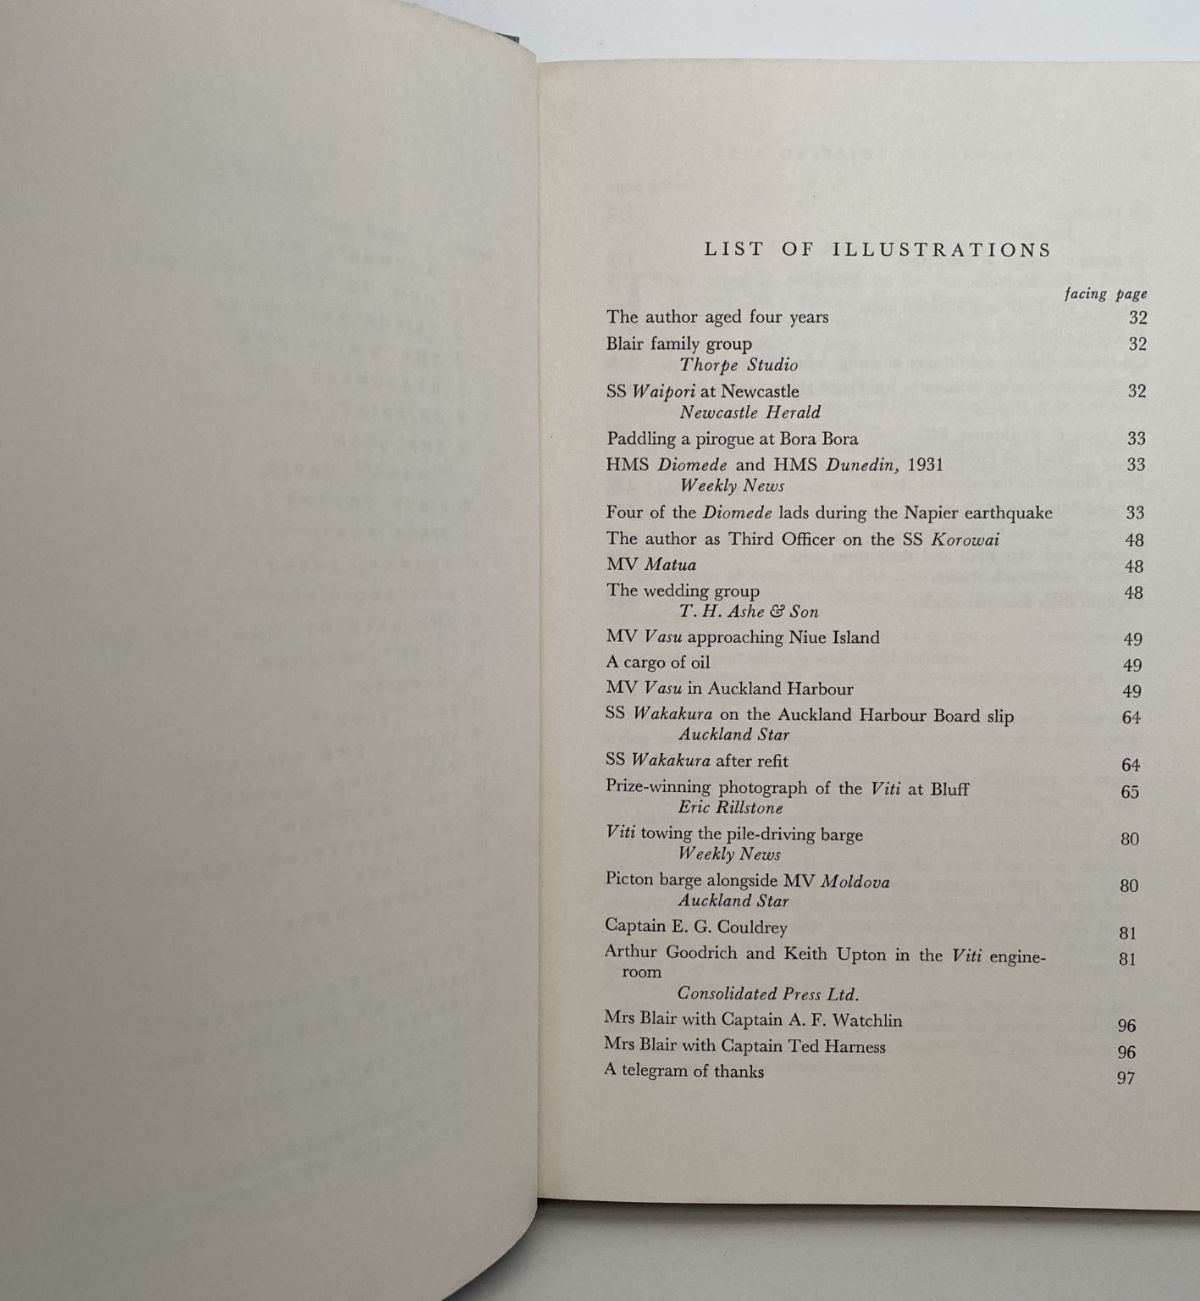 LIST OF ILLUSTRATIONS
facing page
The author aged four years 32
Blair family group 32
Thorpe Studio
SS Waipori at Newcastle 32
Newcastle Herald
Paddling a pirogue at Bora Bora 33
HMS Diomede and HMS Dunedin, 1931 33
Weekly News
Four of the Diomede lads during the Napier earthquake 33
The author as Third Officer on the SS Korowai 48
MV Matua 48
The wedding group 48
T. H. Ashe & Son
MV Vasu approaching Niue Island 49
A cargo of oil 49
MV Vasu in Auckland Harbour 49
SS Wakakura on the Auckland Harbour Board slip 64
Auckland Star
SS Wakakura after refit 64
Prize-winning photograph of the Viti at Bluff 65
Eric Rillstone
Viti towing the pile-driving barge 80
Weekly News
Picton barge alongside MV Moldova 80
Auckland Star
Captain E. G. Couldrey 81
Arthur Goodrich and Keith Upton in the Viti engine- 81
room
Consolidated Press Ltd.
Mrs Blair with Captain A. F. Watchlin 96
Mrs Blair with Captain Ted Harness 96
A telegram of thanks 97